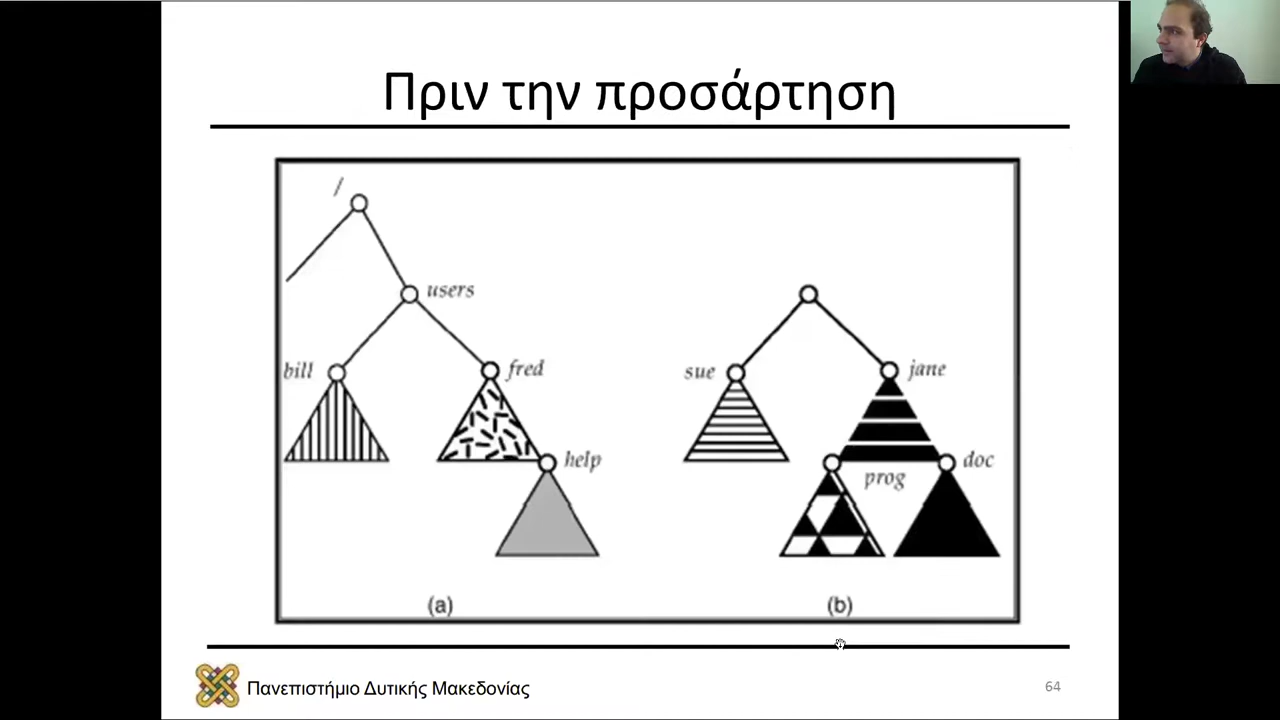 Πριν την προσάρτηση
/
users
bill
fred
sue
jane
help
prog
doc
(a)
(b)
Πανεπιστήμιο Δυτικής Μακεδονίας
64